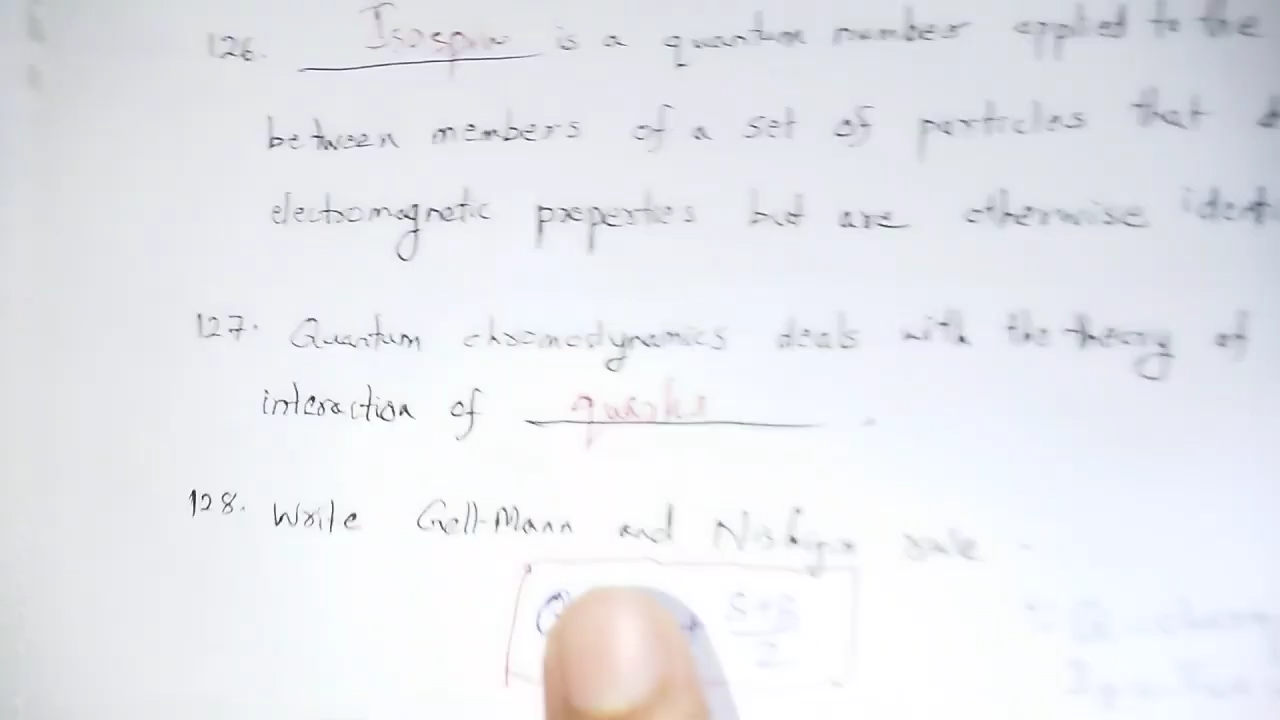 126. Isospin is a quantum number applied to the
between members of a set of particles that
electromagnetic properties but are otherwise ident
127. Quantum chromodynamics deals with the theory of
interaction of quarks.
128. Write Gell-Mann and Nishijin rule.
Q S+B
2